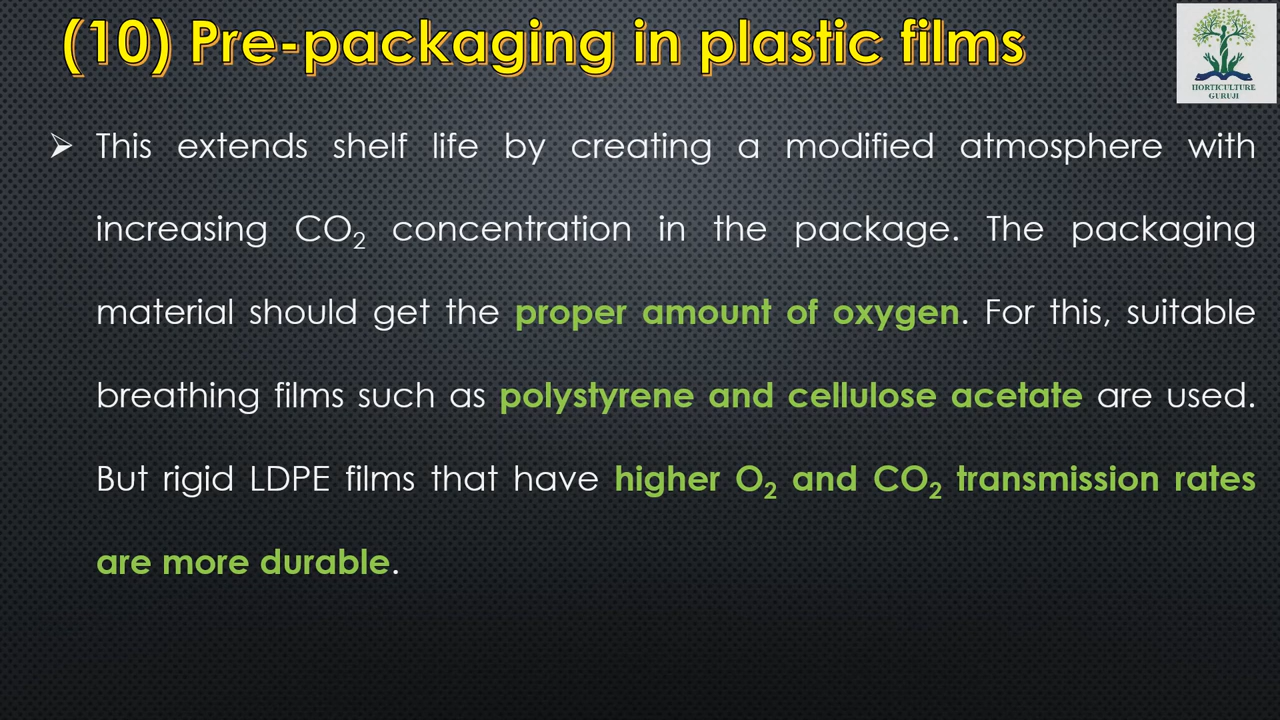 (10) Pre-packaging in plastic films
HORTICULTURE
GURUJI
➢ This extends shelf life by creating a modified atmosphere with
increasing CO₂ concentration in the package. The packaging
material should get the proper amount of oxygen. For this, suitable
breathing films such as polystyrene and cellulose acetate are used.
But rigid LDPE films that have higher O₂ and CO₂ transmission rates
are more durable.